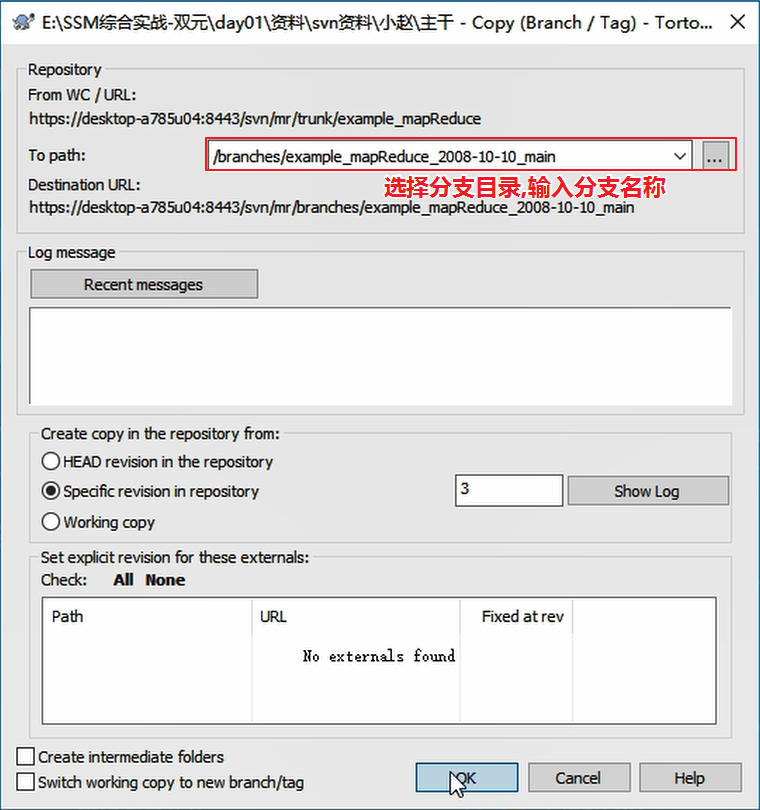 E:\SSM综合实战-双元\day01\资料\svn资料\小赵\主干 - Copy (Branch / Tag) - Torto...
Repository
From WC / URL:
https://desktop-a785u04:8443/svn/mr/trunk/example_mapReduce
To path:
/branches/example_mapReduce_2008-10-10_main
...
选择分支目录,输入分支名称
Destination URL:
https://desktop-a785u04:8443/svn/mr/branches/example_mapReduce_2008-10-10_main
Log message
Recent messages
Create copy in the repository from:
HEAD revision in the repository
Specific revision in repository
3
Show Log
Working copy
Set explicit revision for these externals:
Check: All None
Path URL Fixed at rev
No externals found
Create intermediate folders
Switch working copy to new branch/tag
OK Cancel Help